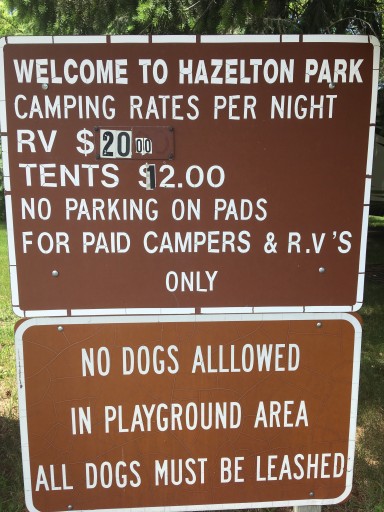 WELCOME TO HAZELTON PARK
CAMPING RATES PER NIGHT
RV $20.00
TENTS $12.00
NO PARKING ON PADS
FOR PAID CAMPERS & R.V'S
ONLY
NO DOGS ALLLOWED
IN PLAYGROUND AREA
ALL DOGS MUST BE LEASHED